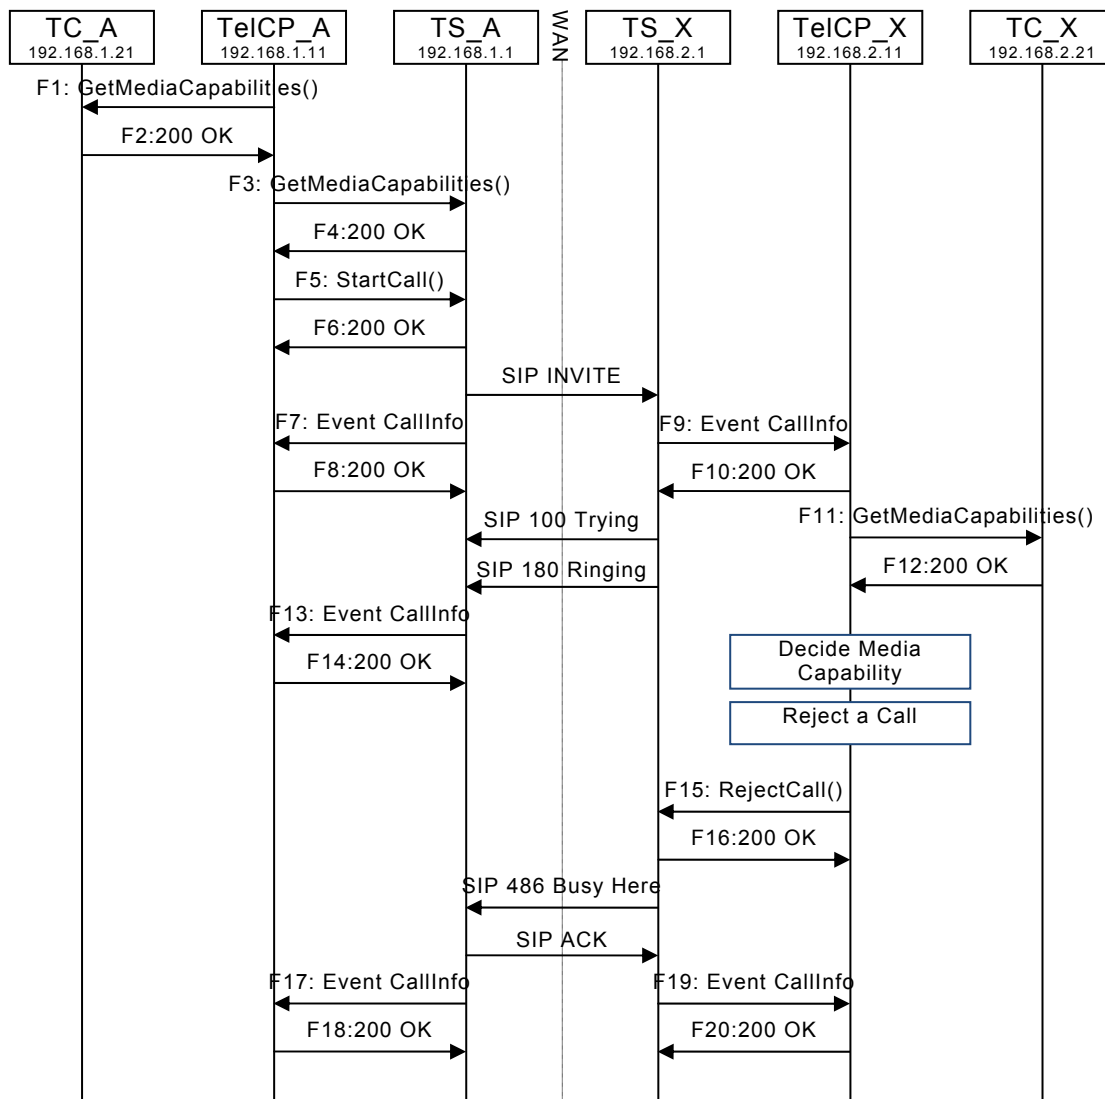 TC_A
192.168.1.21
TelCP_A
192.168.1.11
TS_A
192.168.1.1
WAN
TS_X
192.168.2.1
TelCP_X
192.168.2.11
TC_X
192.168.2.21
F1: GetMediaCapabilities()
F2:200 OK
F3: GetMediaCapabilities()
F4:200 OK
F5: StartCall()
F6:200 OK
SIP INVITE
F7: Event CallInfo
F9: Event CallInfo
F8:200 OK
F10:200 OK
SIP 100 Trying
F11: GetMediaCapabilities()
SIP 180 Ringing
F12:200 OK
F13: Event CallInfo
F14:200 OK
Decide Media
Capability
Reject a Call
F15: RejectCall()
F16:200 OK
SIP 486 Busy Here
SIP ACK
F17: Event CallInfo
F19: Event CallInfo
F18:200 OK
F20:200 OK